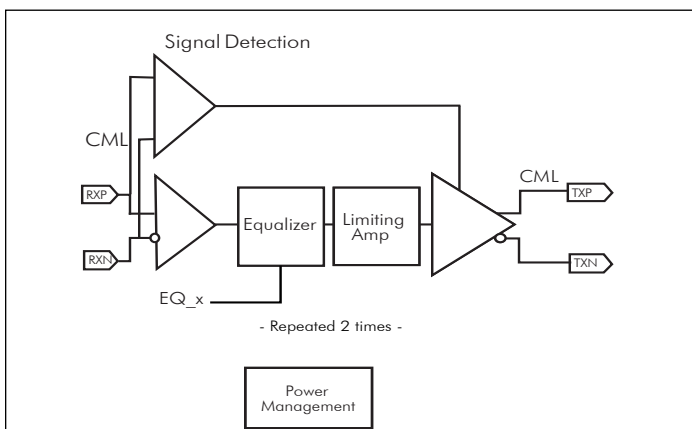 Signal Detection
CML
RXP
RXN
Equalizer
Limiting
Amp
CML
TXP
TXN
EQ_x
- Repeated 2 times -
Power
Management